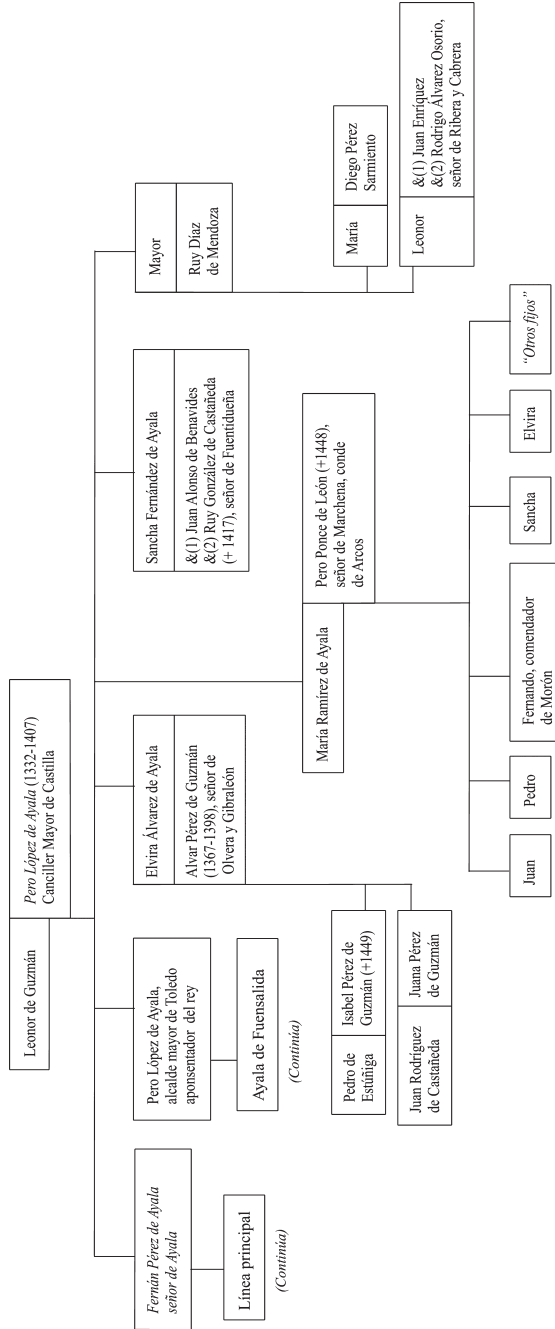 Leonor de Guzmán
Pero López de Ayala (1332-1407)
Canciller Mayor de Castilla
Fernán Pérez de Ayala
señor de Ayala
Línea principal
(Continúa)
Pero López de Ayala,
alcalde mayor de Toledo
aponsentador del rey
Ayala de Fuensalida
(Continúa)
Elvira Álvarez de Ayala
Alvar Pérez de Guzmán
(1367-1398), señor de
Olvera y Gibraleón
Pedro de
Estúñiga
Isabel Pérez de
Guzmán (+1449)
Juan Rodríguez
de Castañeda
Juana Pérez
de Guzmán
María Ramírez de Ayala
Pero Ponce de León (+1448),
señor de Marchena, conde
de Arcos
Juan
Pedro
Fernando, comendador
de Morón
Sancha
Elvira
“Otros fijos”
Sancha Fernández de Ayala
&(1) Juan Alonso de Benavides
&(2) Ruy González de Castañeda
(+ 1417), señor de Fuentidueña
Mayor
Ruy Díaz
de Mendoza
María
Diego Pérez
Sarmiento
Leonor
&(1) Juan Enríquez
&(2) Rodrigo Álvarez Osorio,
señor de Ribera y Cabrera